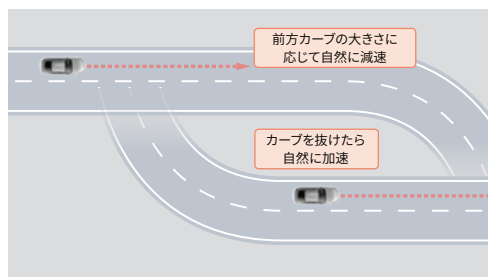 前方カーブの大きさに
応じて自然に減速
カーブを抜けたら
自然に加速